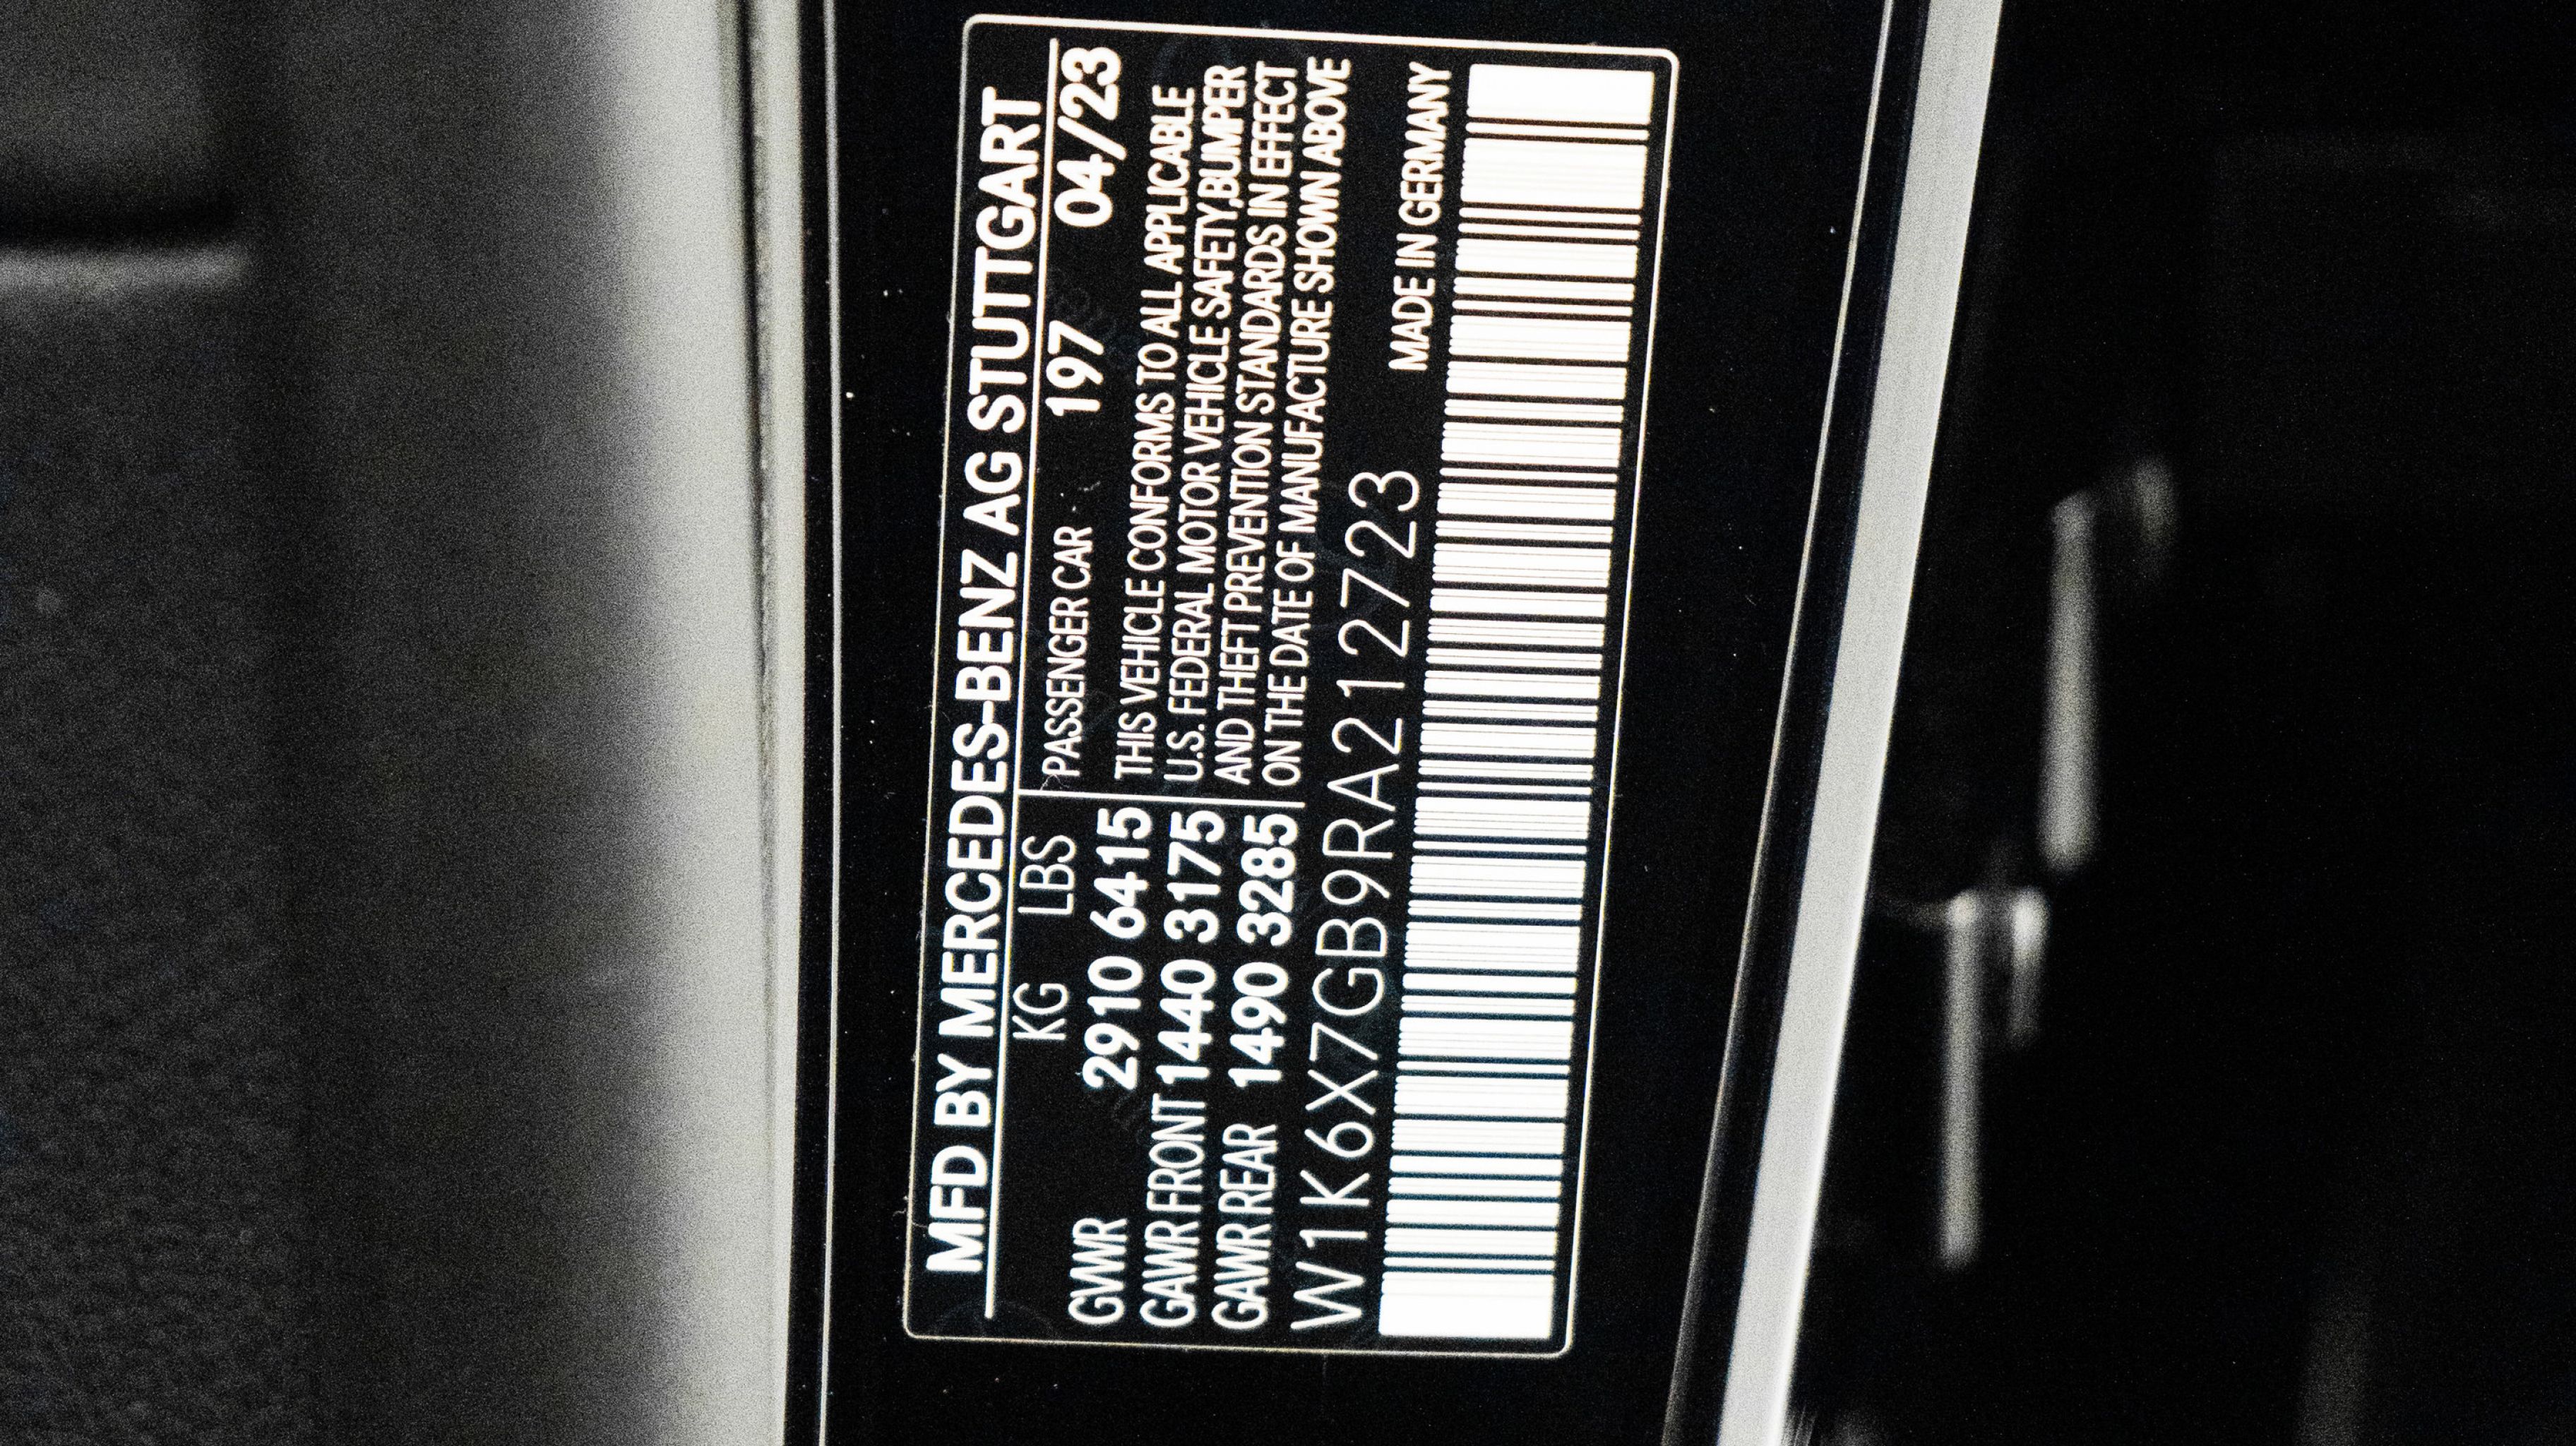 MFD BY MERCEDES-BENZ AG STUTTGART
KG LBS PASSENGER CAR 197 04/23
GVWR 2910 6415
GAWR FRONT 1440 3175
GAWR REAR 1490 3285
THIS VEHICLE CONFORMS TO ALL APPLICABLE
U.S. FEDERAL MOTOR VEHICLE SAFETY,BUMPER
AND THEFT PREVENTION STANDARDS IN EFFECT
ON THE DATE OF MANUFACTURE SHOWN ABOVE
W1K6X7GB9RA212723
MADE IN GERMANY